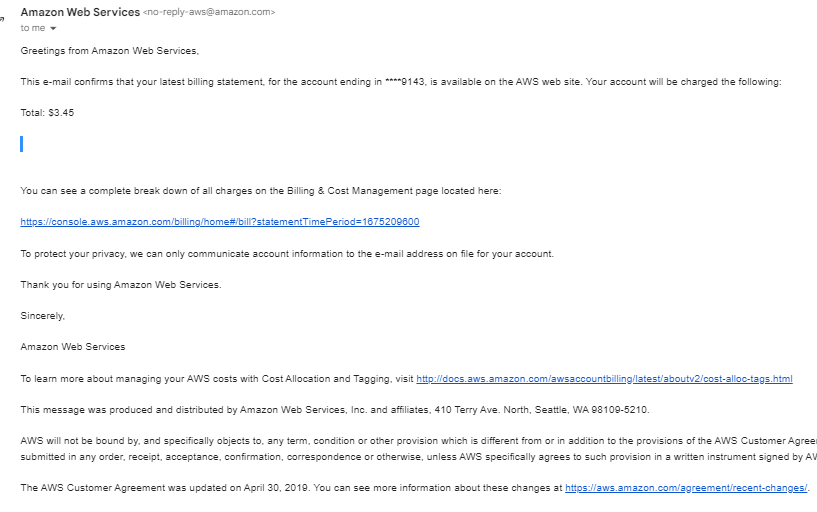 Amazon Web Services <no-reply-aws@amazon.com>
to me
Greetings from Amazon Web Services,
This e-mail confirms that your latest billing statement, for the account ending in ****9143, is available on the AWS web site. Your account will be charged the following:
Total: $3.45
You can see a complete break down of all charges on the Billing & Cost Management page located here:
https://console.aws.amazon.com/billing/home#/bill?statementTimePeriod=1675209600
To protect your privacy, we can only communicate account information to the e-mail address on file for your account.
Thank you for using Amazon Web Services.
Sincerely,
Amazon Web Services
To learn more about managing your AWS costs with Cost Allocation and Tagging, visit http://docs.aws.amazon.com/awsaccountbilling/latest/aboutv2/cost-alloc-tags.html
This message was produced and distributed by Amazon Web Services, Inc. and affiliates, 410 Terry Ave. North, Seattle, WA 98109-5210.
AWS will not be bound by, and specifically objects to, any term, condition or other provision which is different from or in addition to the provisions of the AWS Customer Agree
submitted in any order, receipt, acceptance, confirmation, correspondence or otherwise, unless AWS specifically agrees to such provision in a written instrument signed by AW
The AWS Customer Agreement was updated on April 30, 2019. You can see more information about these changes at https://aws.amazon.com/agreement/recent-changes/.